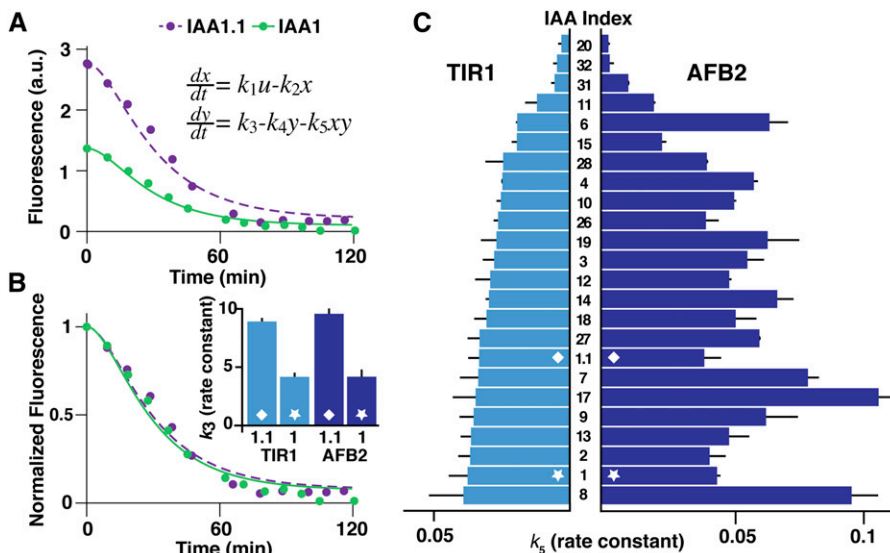 A
IAA1.1 IAA1
Fluorescence (a.u.)
3
2
1
0
dx/dt = k1u-k2x
dy/dt = k3-k4y-k5xy
0 60 120
Time (min)
B
Normalized Fluorescence
1
0.5
0
0 60 120
Time (min)
k3 (rate constant)
10
5
0
1.1 1 1.1 1
TIR1 AFB2
C
IAA Index
TIR1 AFB2
20
32
31
11
6
15
28
4
10
26
19
3
12
14
18
27
1.1
7
17
9
13
2
1
8
0.05 0.05 0.1
k5 (rate constant)